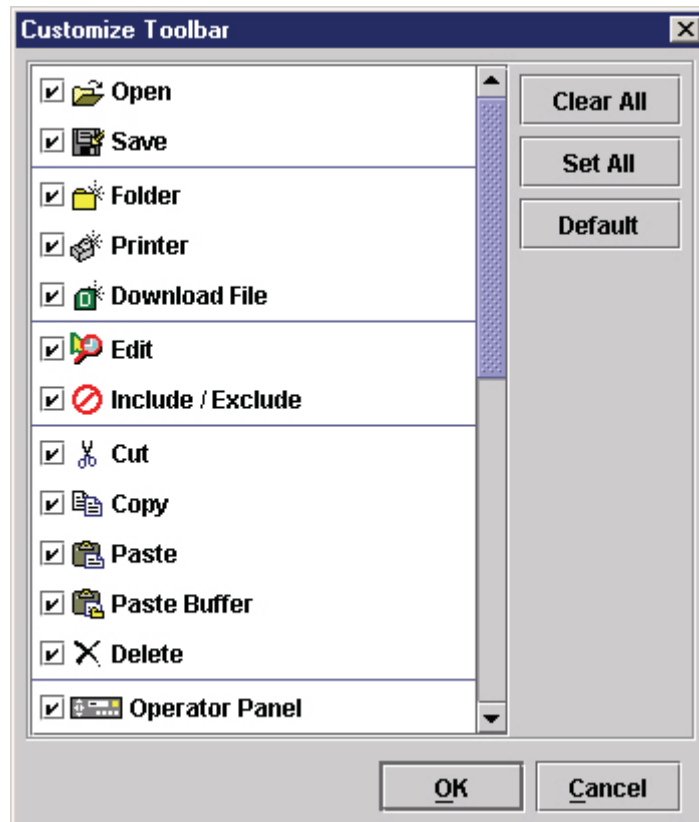 Customize Toolbar
Open
Clear All
Save
Set All
Folder
Default
Printer
Download File
Edit
Include / Exclude
Cut
Copy
Paste
Paste Buffer
Delete
Operator Panel
OK
Cancel